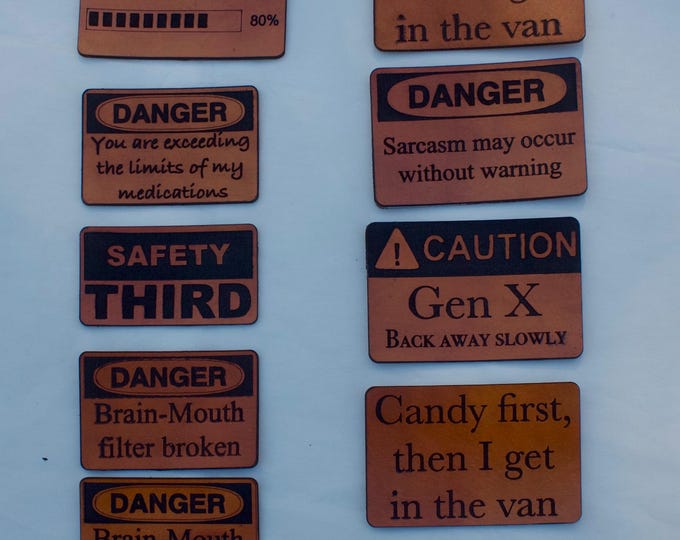 80%
DANGER
You are exceeding
the limits of my
medications
SAFETY
THIRD
DANGER
Brain-Mouth
filter broken
DANGER
Brain-Mouth
in the van
DANGER
Sarcasm may occur
without warning
CAUTION
Gen X
BACK AWAY SLOWLY
Candy first,
then I get
in the van